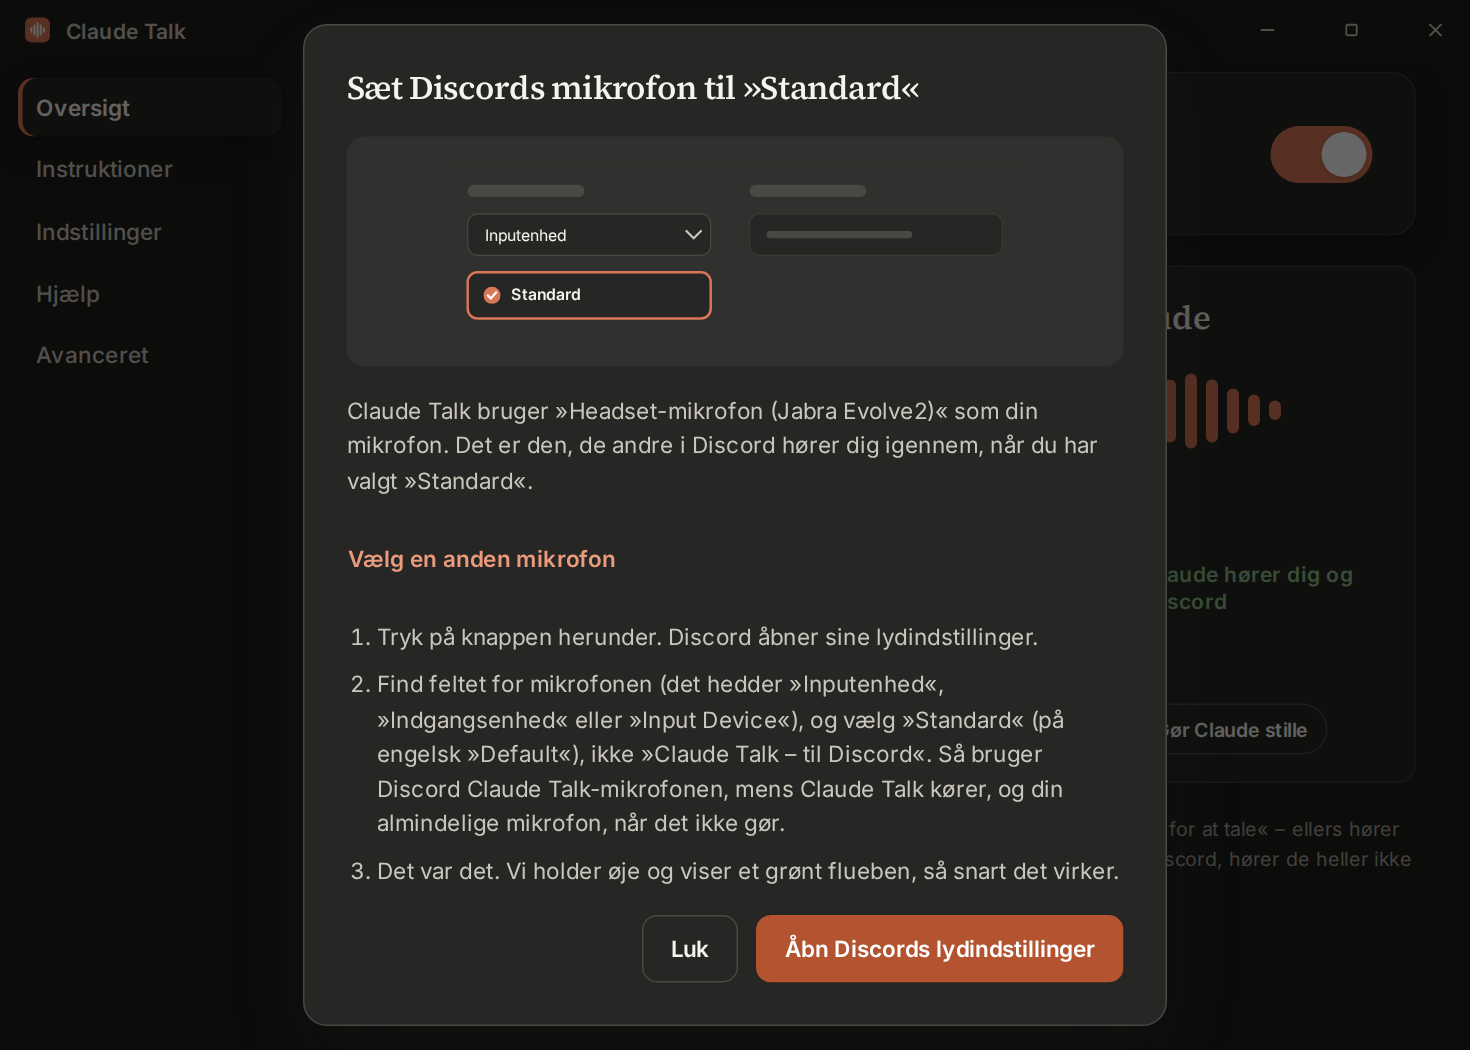 Claude Talk
Oversigt
Instruktioner
Indstillinger
Hjælp
Avanceret
Sæt Discords mikrofon til »Standard«
Inputenhed
Standard
Claude Talk bruger »Headset-mikrofon (Jabra Evolve2)« som din
mikrofon. Det er den, de andre i Discord hører dig igennem, når du har
valgt »Standard«.
Vælg en anden mikrofon
1. Tryk på knappen herunder. Discord åbner sine lydindstillinger.
2. Find feltet for mikrofonen (det hedder »Inputenhed«,
»Indgangsenhed« eller »Input Device«), og vælg »Standard« (på
engelsk »Default«), ikke »Claude Talk – til Discord«. Så bruger
Discord Claude Talk-mikrofonen, mens Claude Talk kører, og din
almindelige mikrofon, når det ikke gør.
3. Det var det. Vi holder øje og viser et grønt flueben, så snart det virker.
Luk
Åbn Discords lydindstillinger
hører dig og
Claude stille
for at tale« – ellers hører
hører de heller ikke